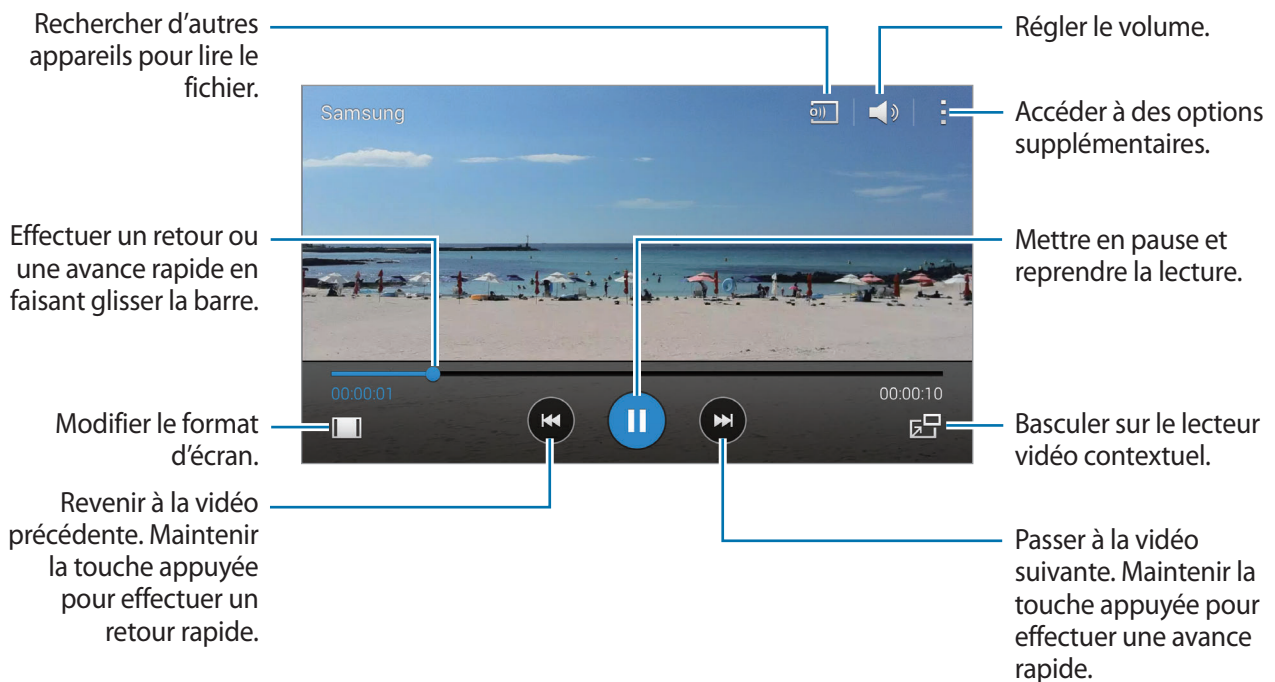 Rechercher d’autres
appareils pour lire le
fichier.
Régler le volume.
Samsung
Accéder à des options
supplémentaires.
Effectuer un retour ou
une avance rapide en
faisant glisser la barre.
Mettre en pause et
reprendre la lecture.
00:00:01
00:00:10
Modifier le format
d’écran.
Basculer sur le lecteur
vidéo contextuel.
Revenir à la vidéo
précédente. Maintenir
la touche appuyée
pour effectuer un
retour rapide.
Passer à la vidéo
suivante. Maintenir la
touche appuyée pour
effectuer une avance
rapide.